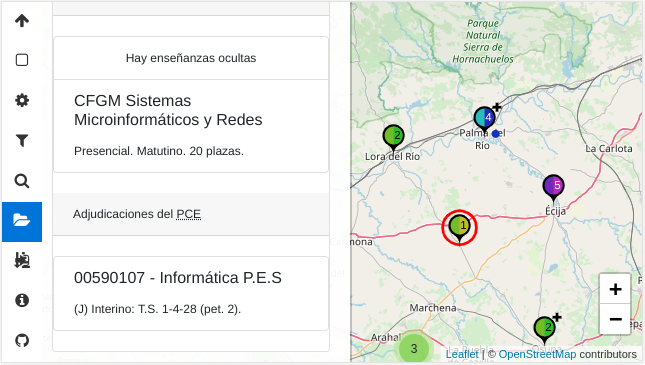 Hay enseñanzas ocultas
CFGM Sistemas
Microinformáticos y Redes
Presencial. Matutino. 20 plazas.
Adjudicaciones del PCE
00590107 - Informática P.E.S
(J) Interino: T.S. 1-4-28 (pet. 2).
Parque
Natural
Sierra de
Hornachuelos
4
Palma del
Río
2
Lora del Río
La Carlota
5
Écija
1
mona
Marchena
2
Arahal
3
+
−
Leaflet | © OpenStreetMap contributors